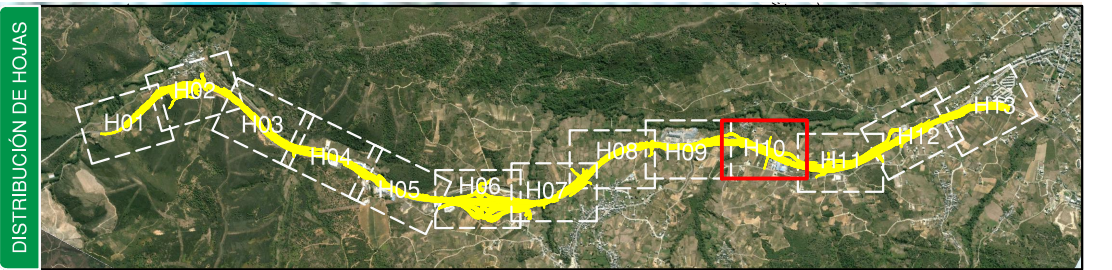 DISTRIBUCIÓN DE HOJAS
H01
H02
H03
H04
H05
H06
H07
H08
H09
H10
H11
H12
H13